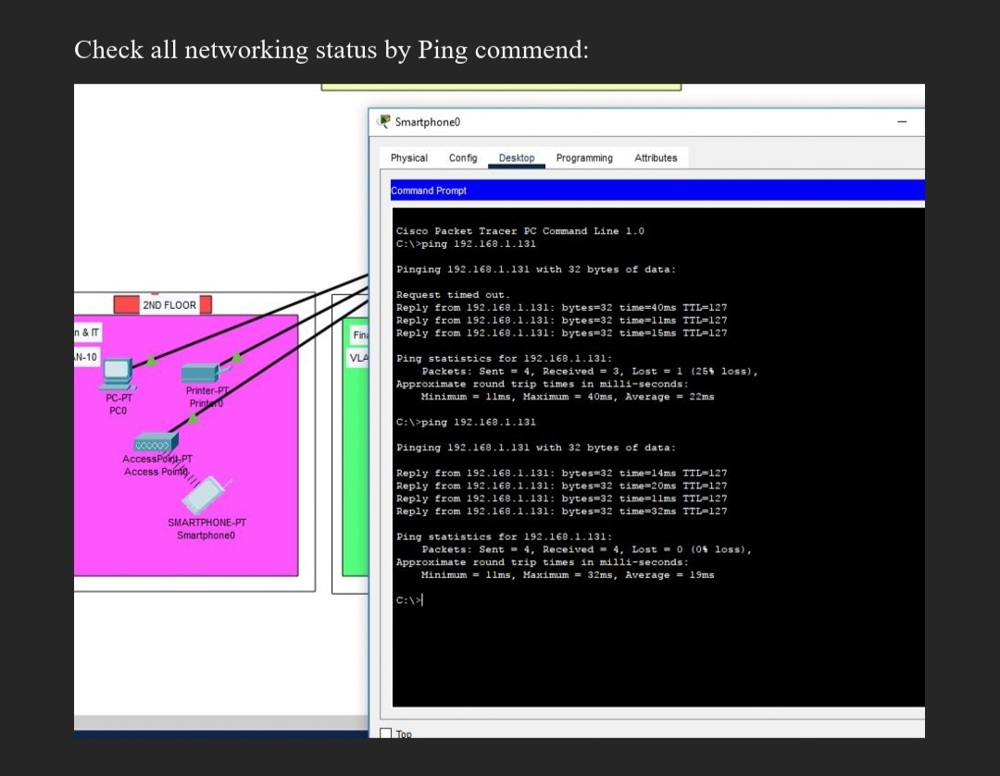 Check all networking status by Ping commend:
Smartphone0
Physical Config Desktop Programming Attributes
Command Prompt
Cisco Packet Tracer PC Command Line 1.0
C:\>ping 192.168.1.131
Pinging 192.168.1.131 with 32 bytes of data:
Request timed out.
Reply from 192.168.1.131: bytes=32 time=40ms TTL=127
Reply from 192.168.1.131: bytes=32 time=11ms TTL=127
Reply from 192.168.1.131: bytes=32 time=15ms TTL=127
Ping statistics for 192.168.1.131:
Packets: Sent = 4, Received = 3, Lost = 1 (25% loss),
Approximate round trip times in milli-seconds:
Minimum = 11ms, Maximum = 40ms, Average = 22ms
C:\>ping 192.168.1.131
Pinging 192.168.1.131 with 32 bytes of data:
Reply from 192.168.1.131: bytes=32 time=14ms TTL=127
Reply from 192.168.1.131: bytes=32 time=20ms TTL=127
Reply from 192.168.1.131: bytes=32 time=11ms TTL=127
Reply from 192.168.1.131: bytes=32 time=32ms TTL=127
Ping statistics for 192.168.1.131:
Packets: Sent = 4, Received = 4, Lost = 0 (0% loss),
Approximate round trip times in milli-seconds:
Minimum = 11ms, Maximum = 32ms, Average = 19ms
C:\>
Top
2ND FLOOR
n & IT
AN-10
PC-PT
PC0
Printer-PT
Printer0
AccessPoint-PT
Access Point0
SMARTPHONE-PT
Smartphone0
Fina
VLA